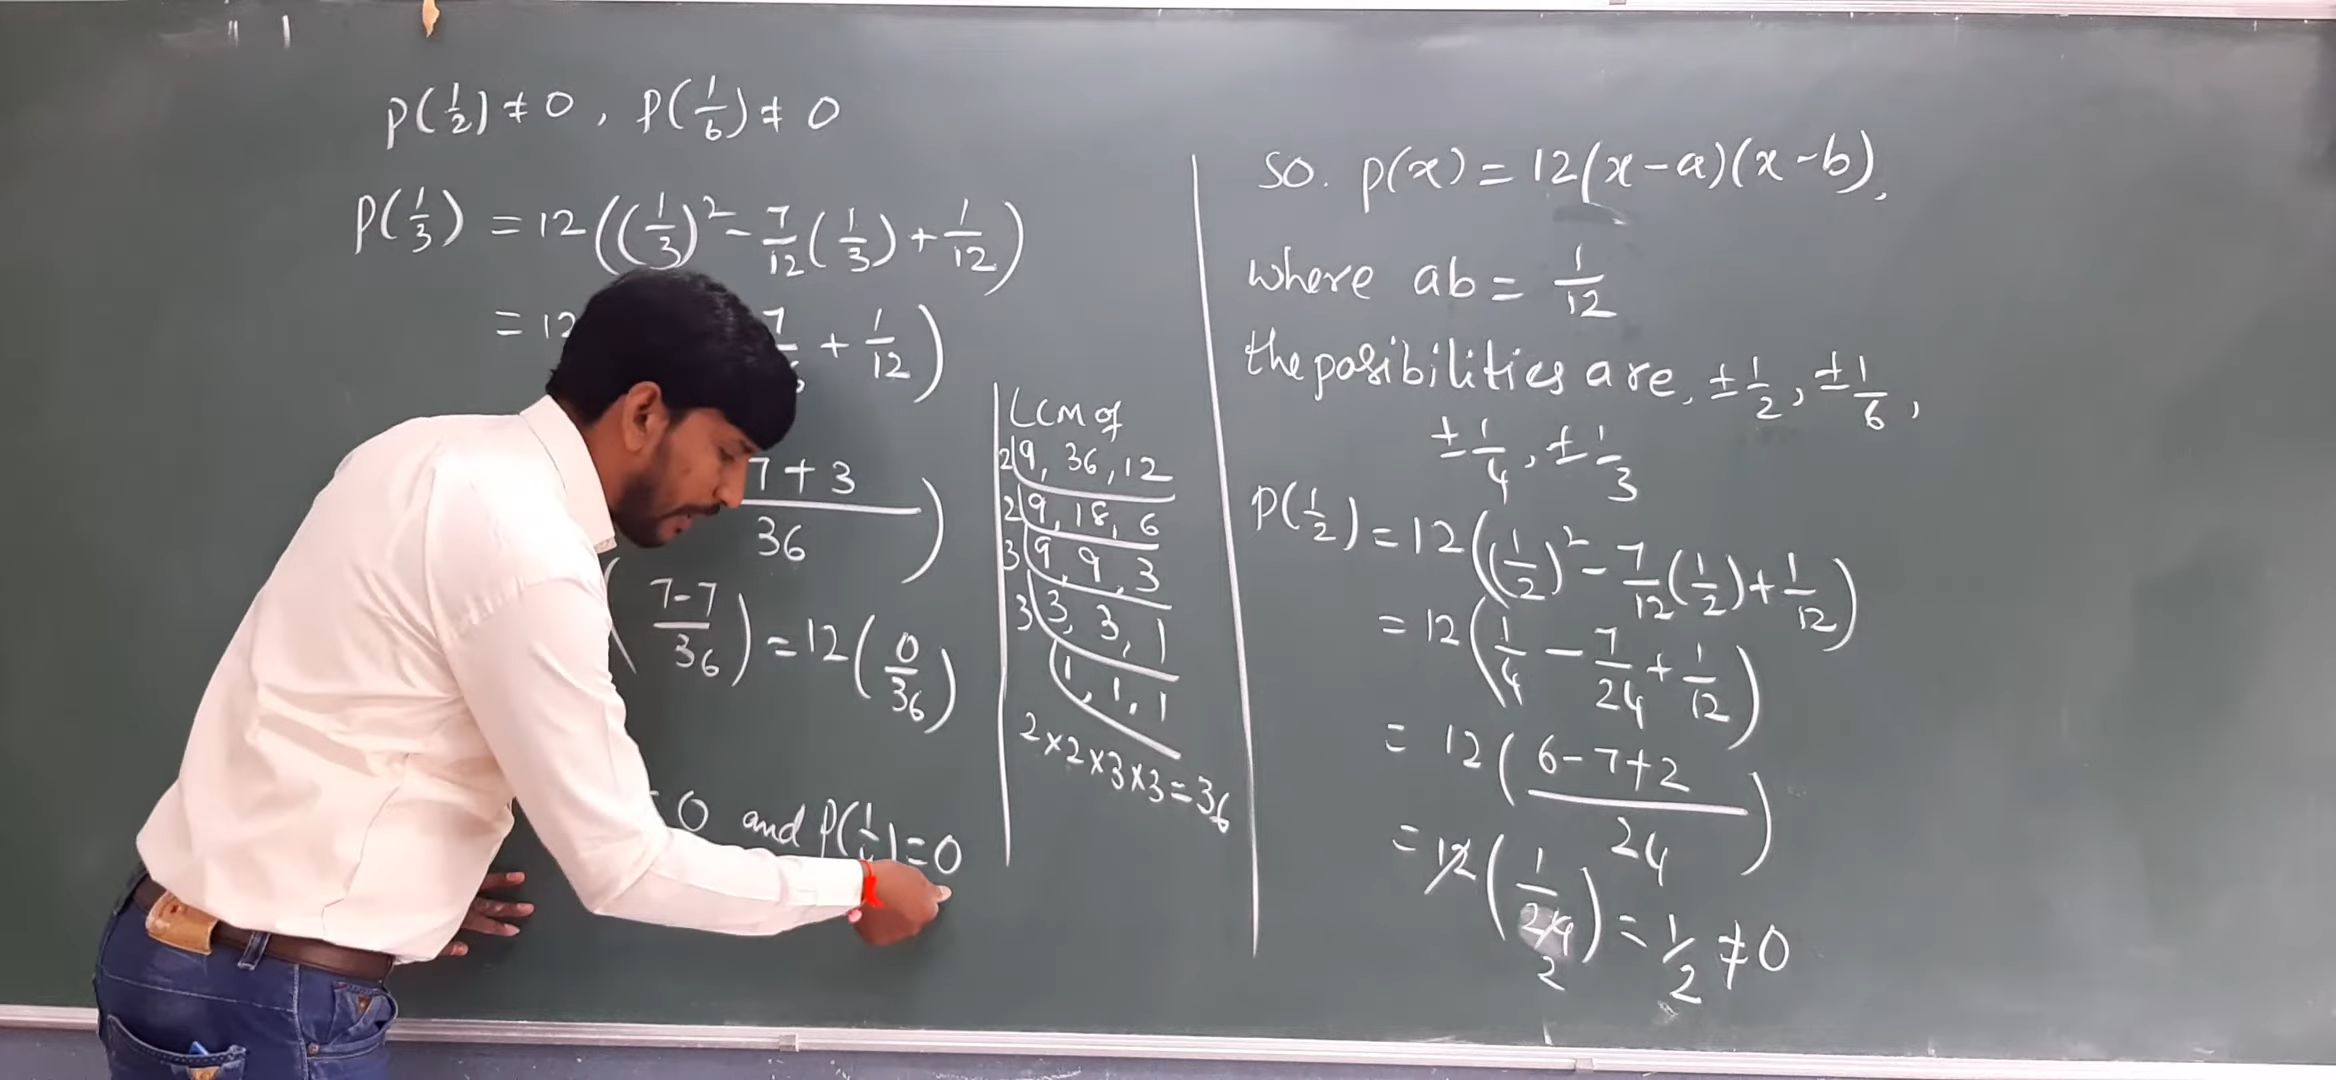 p(1/2) ≠ 0, p(1/6) ≠ 0
p(1/3) = 12((1/3)² - 7/12(1/3) + 1/12)
= 12 + 1/12)
7+3/36)
(7-7/36) = 12(0/36)
0 and p(1/4) = 0
LCM of
2|9, 36, 12
2|9, 18, 6
3|9, 9, 3
3|3, 3, 1
1, 1, 1
2×2×3×3=36
so. p(x) = 12(x-a)(x-b),
where ab = 1/12
the posibilities are, ±1/2, ±1/6,
±1/4, ±1/3
p(1/2) = 12((1/2)² - 7/12(1/2) + 1/12)
= 12(1/4 - 7/24 + 1/12)
= 12(6-7+2/24)
= 12(1/24) = 1/2 ≠ 0
2